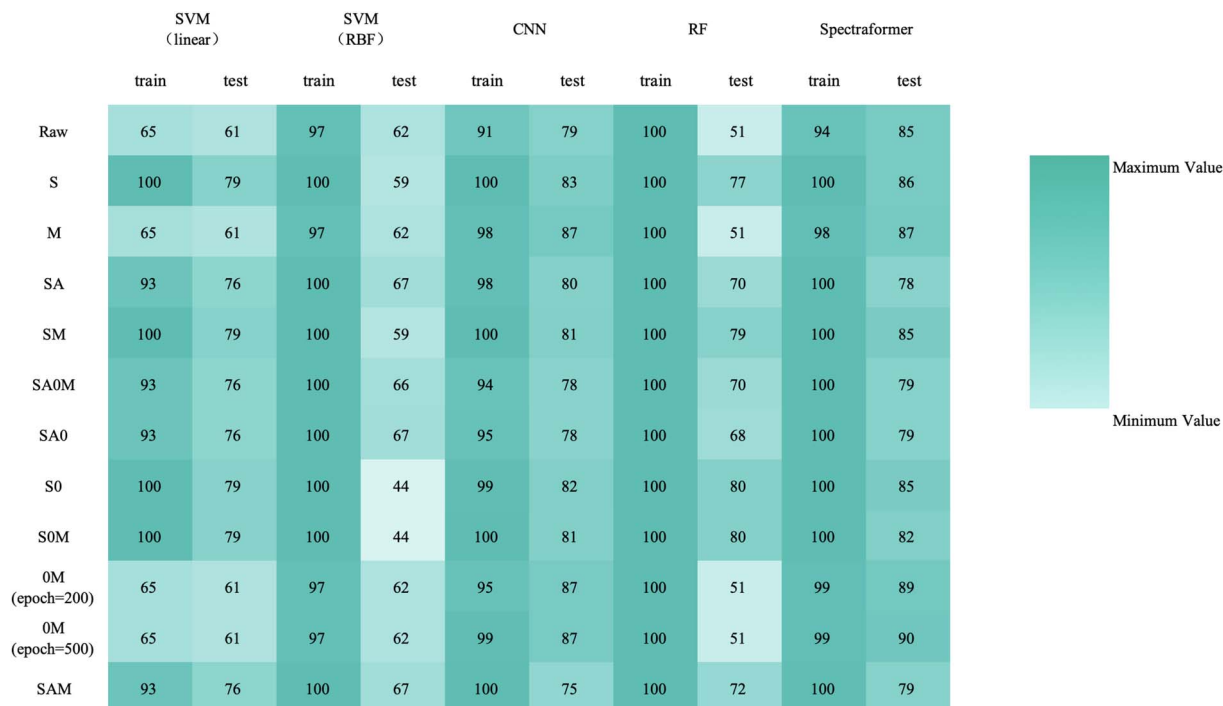 SVM
（linear）
SVM
（RBF）
CNN
RF
Spectraformer
train test train test train test train test train test
Raw 65 61 97 62 91 79 100 51 94 85
S 100 79 100 59 100 83 100 77 100 86
M 65 61 97 62 98 87 100 51 98 87
SA 93 76 100 67 98 80 100 70 100 78
SM 100 79 100 59 100 81 100 79 100 85
SA0M 93 76 100 66 94 78 100 70 100 79
SA0 93 76 100 67 95 78 100 68 100 79
S0 100 79 100 44 99 82 100 80 100 85
S0M 100 79 100 44 100 81 100 80 100 82
0M
(epoch=200) 65 61 97 62 95 87 100 51 99 89
0M
(epoch=500) 65 61 97 62 99 87 100 51 99 90
SAM 93 76 100 67 100 75 100 72 100 79
Maximum Value
Minimum Value